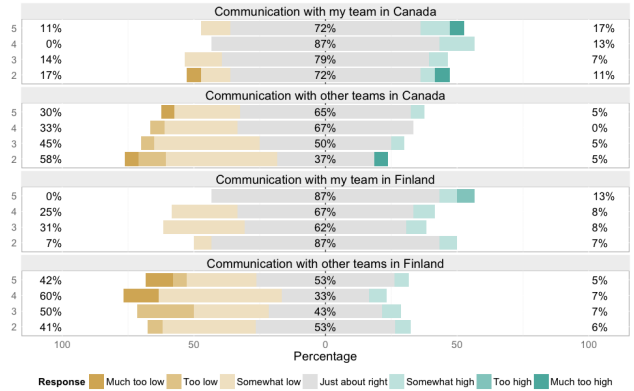 Communication with my team in Canada
5 11% 72% 17%
4 0% 87% 13%
3 14% 79% 7%
2 17% 72% 11%
Communication with other teams in Canada
5 30% 65% 5%
4 33% 67% 0%
3 45% 50% 5%
2 58% 37% 5%
Communication with my team in Finland
5 0% 87% 13%
4 25% 67% 8%
3 31% 62% 8%
2 7% 87% 7%
Communication with other teams in Finland
5 42% 53% 5%
4 60% 33% 7%
3 50% 43% 7%
2 41% 53% 6%
100 50 0 50 100
Percentage
Response Much too low Too low Somewhat low Just about right Somewhat high Too high Much too high